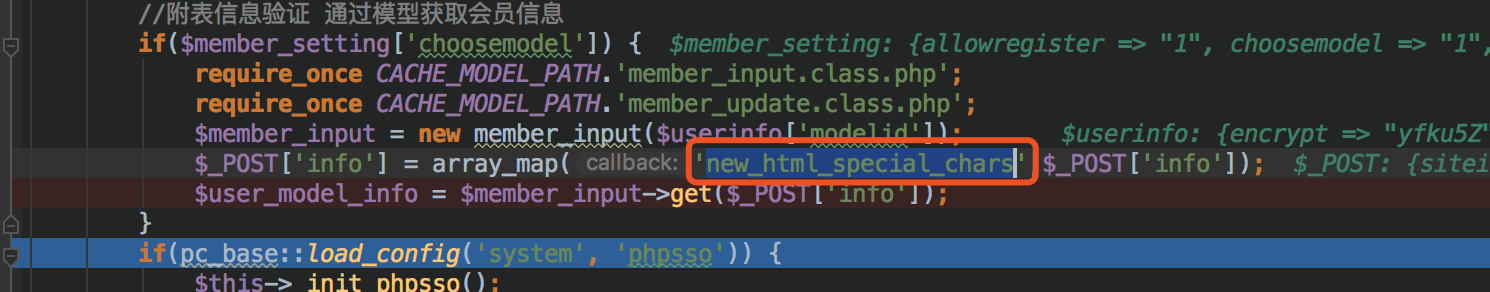 //附表信息验证 通过模型获取会员信息
if($member_setting['choosemodel']) {  $member_setting: {allowregister => "1", choosemodel => "1",
require_once CACHE_MODEL_PATH.'member_input.class.php';
require_once CACHE_MODEL_PATH.'member_update.class.php';
$member_input = new member_input($userinfo['modelid']);  $userinfo: {encrypt => "yfku5Z"
$_POST['info'] = array_map( callback: 'new_html_special_chars',$_POST['info']);  $_POST: {sitei
$user_model_info = $member_input->get($_POST['info']);
}
if(pc_base::load_config('system', 'phpsso')) {
$this->_init_phpsso();